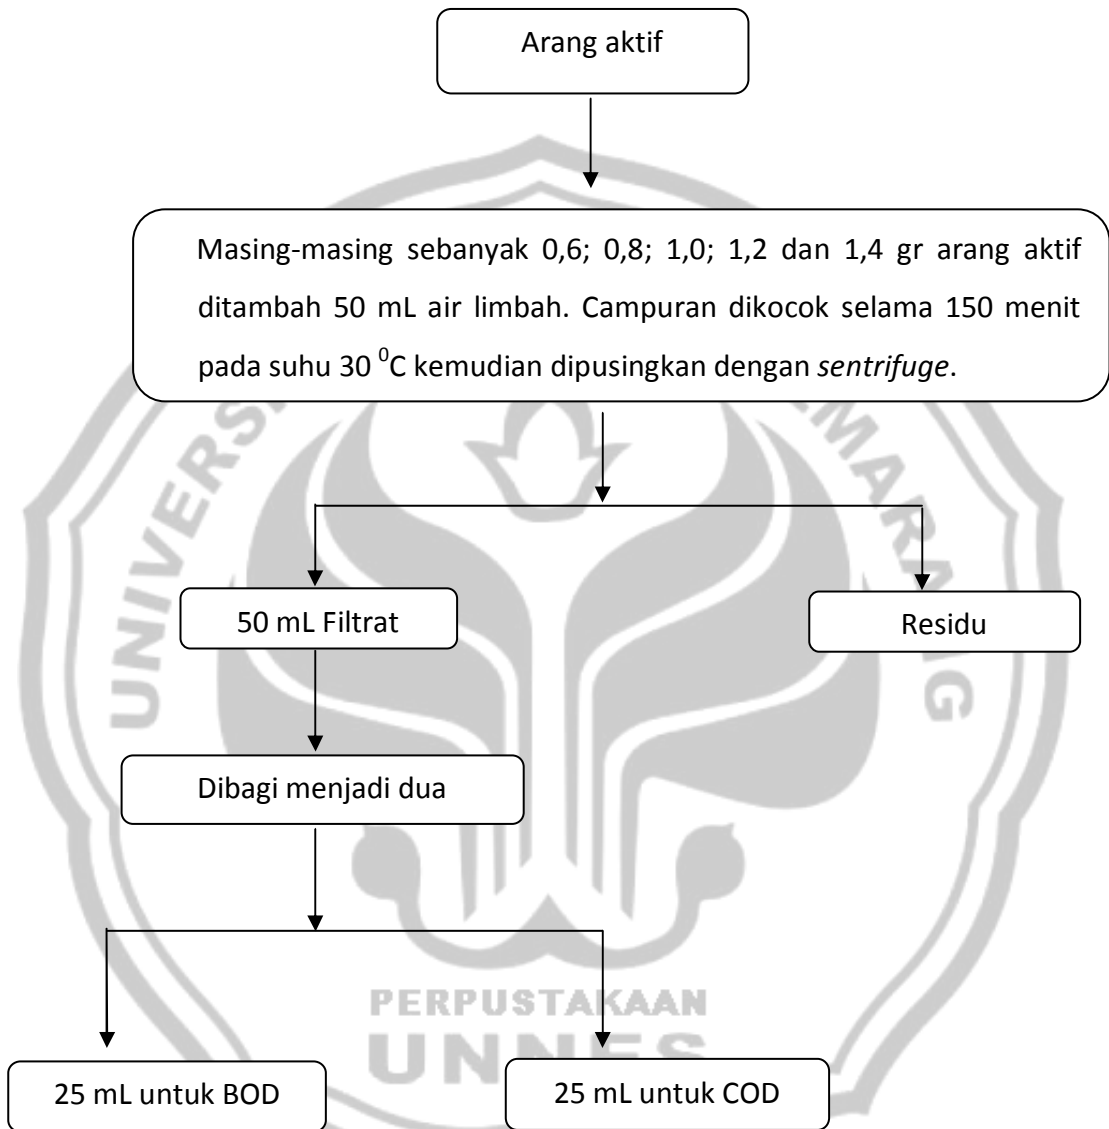 Arang aktif
Masing-masing sebanyak 0,6; 0,8; 1,0; 1,2 dan 1,4 gr arang aktif
ditambah 50 mL air limbah. Campuran dikocok selama 150 menit
pada suhu 30 ⁰C kemudian dipusingkan dengan sentrifuge.
50 mL Filtrat
Residu
Dibagi menjadi dua
25 mL untuk BOD
25 mL untuk COD
PERPUSTAKAAN
UNNES